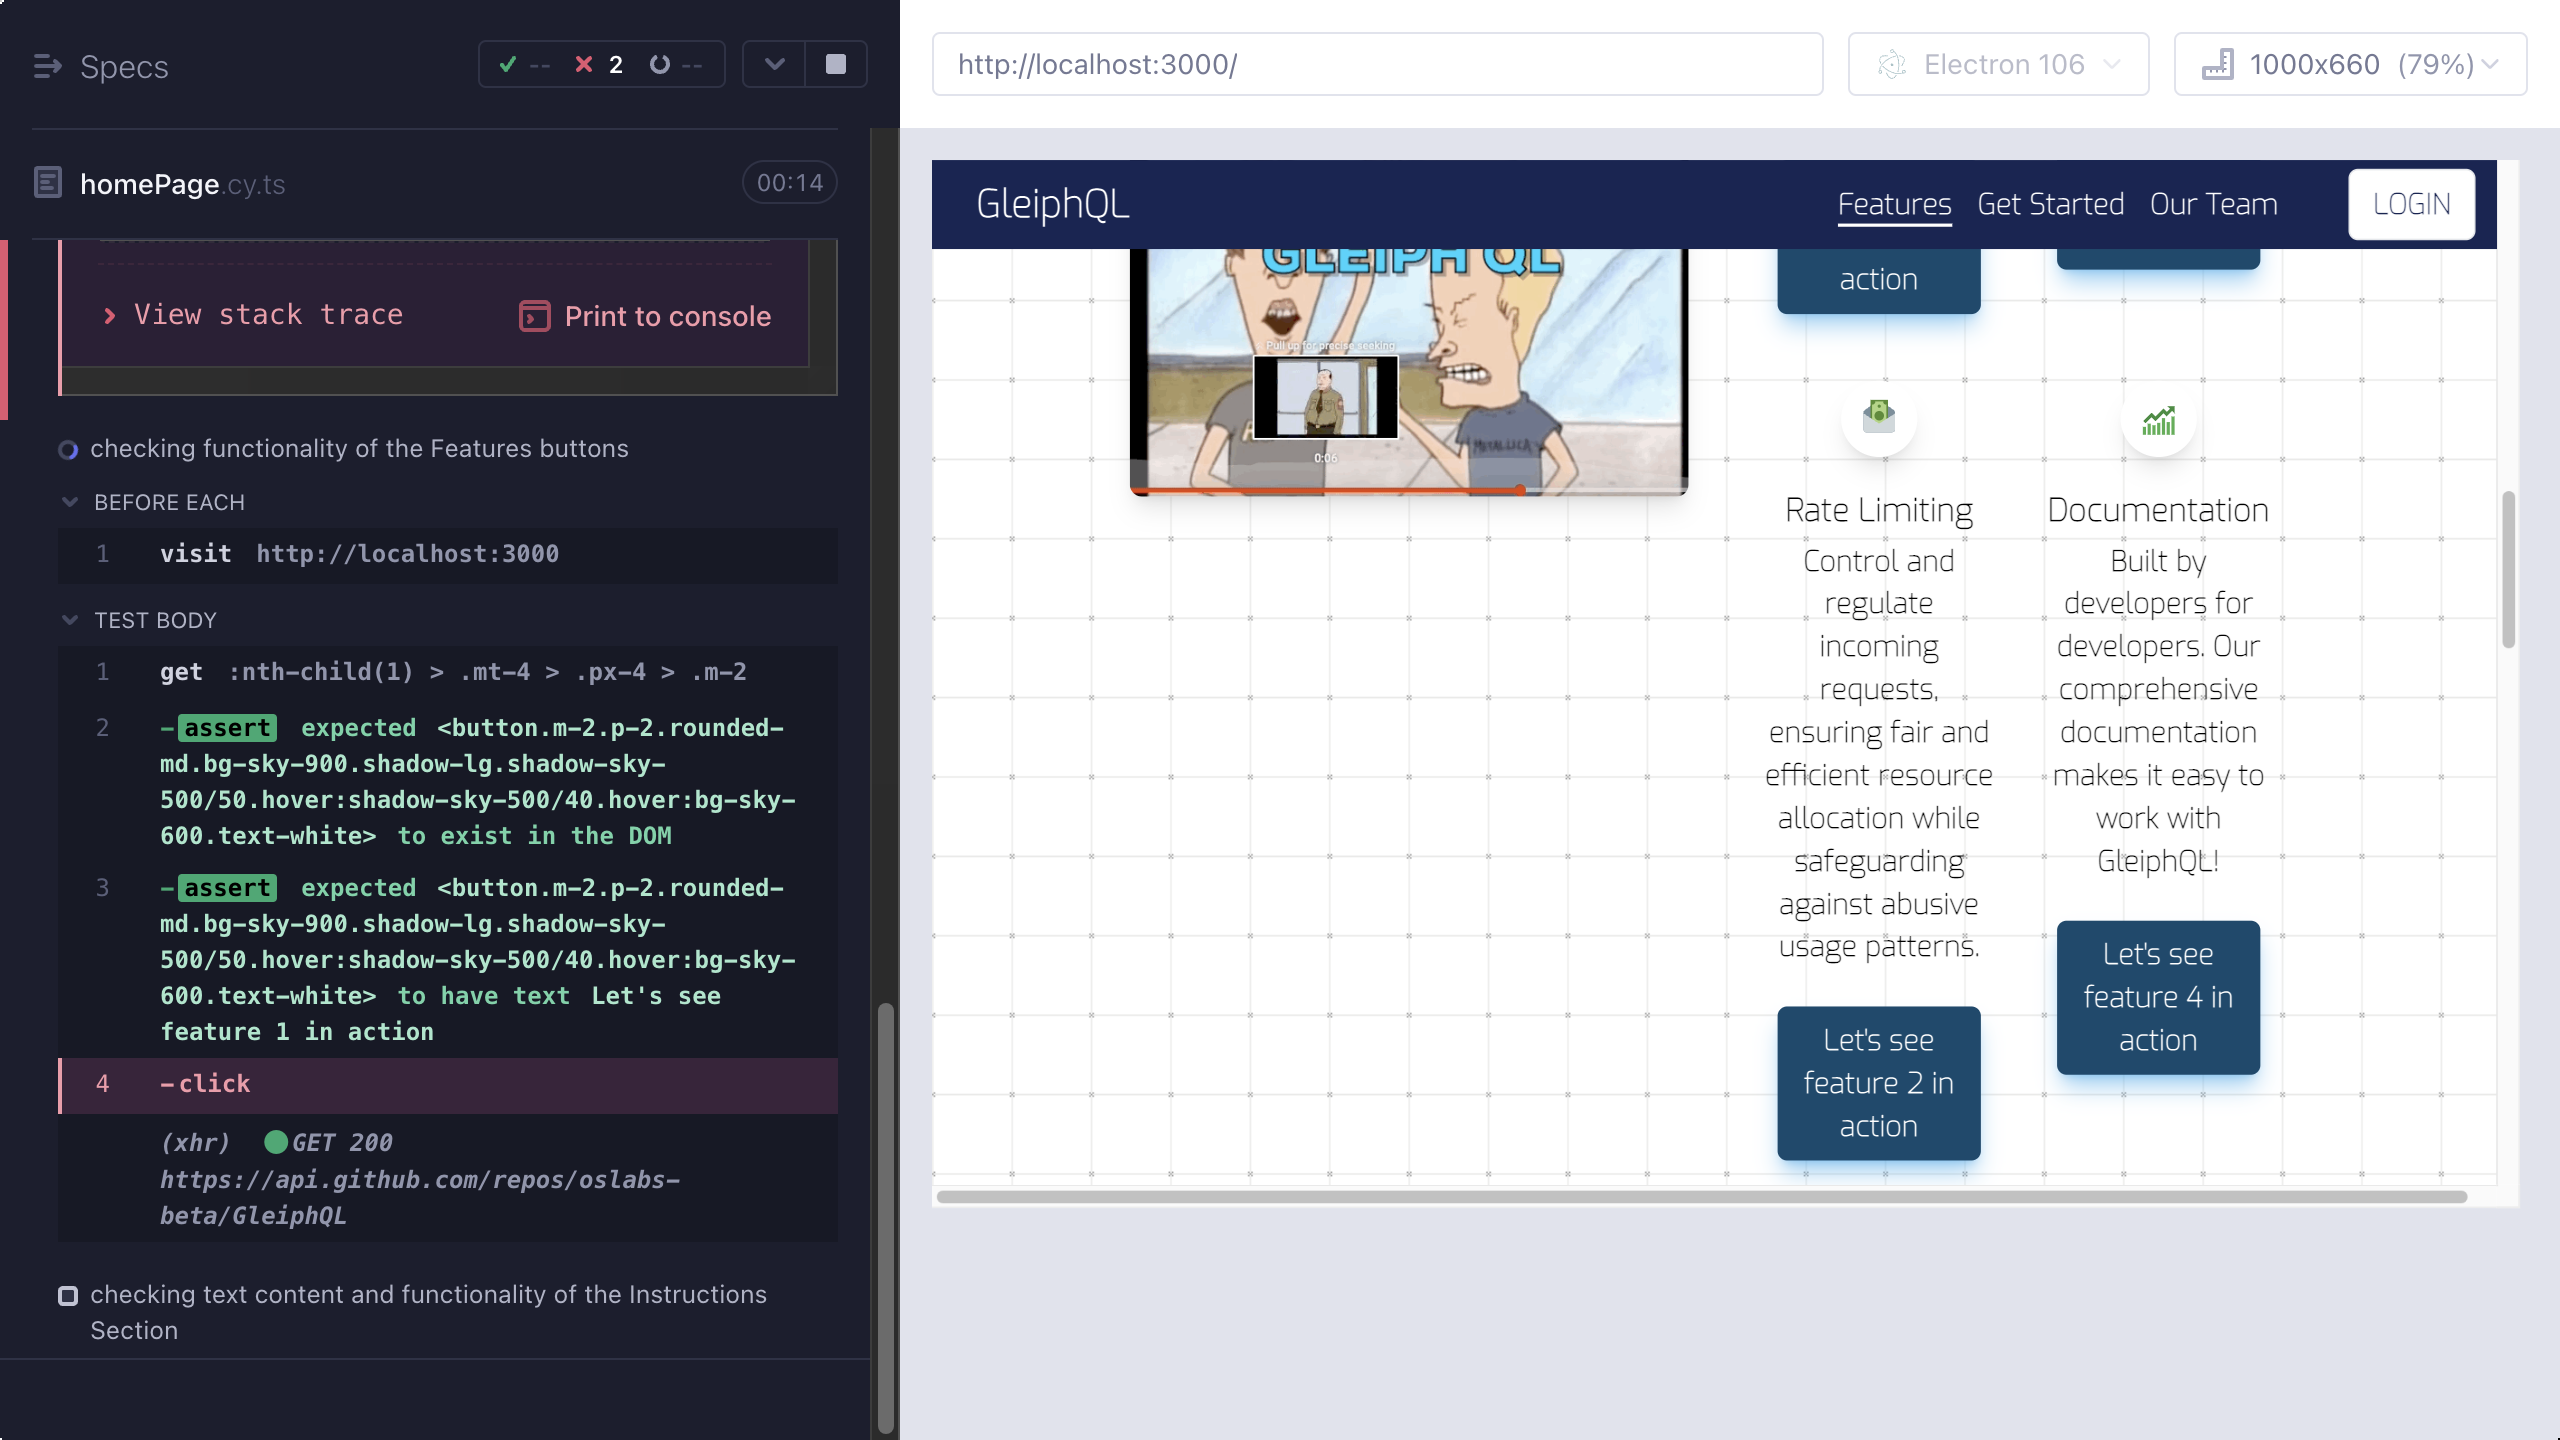 Specs
-- 2 --
homePage.cy.ts
00:14
View stack trace
Print to console
checking functionality of the Features buttons
BEFORE EACH
1 visit http://localhost:3000
TEST BODY
1 get :nth-child(1) > .mt-4 > .px-4 > .m-2
2 -assert expected <button.m-2.p-2.rounded-
md.bg-sky-900.shadow-lg.shadow-sky-
500/50.hover:shadow-sky-500/40.hover:bg-sky-
600.text-white> to exist in the DOM
3 -assert expected <button.m-2.p-2.rounded-
md.bg-sky-900.shadow-lg.shadow-sky-
500/50.hover:shadow-sky-500/40.hover:bg-sky-
600.text-white> to have text Let's see
feature 1 in action
4 -click
(xhr) GET 200
https://api.github.com/repos/oslabs-
beta/GleiphQL
checking text content and functionality of the Instructions
Section
http://localhost:3000/
Electron 106
1000x660 (79%)
GleiphQL
Features
Get Started
Our Team
LOGIN
GLEIPH QL
Pull up for precise seeking
METALLICA
0:06
action
Rate Limiting
Control and
regulate
incoming
requests,
ensuring fair and
efficient resource
allocation while
safeguarding
against abusive
usage patterns.
Let's see
feature 2 in
action
Documentation
Built by
developers for
developers. Our
comprehensive
documentation
makes it easy to
work with
GleiphQL!
Let's see
feature 4 in
action